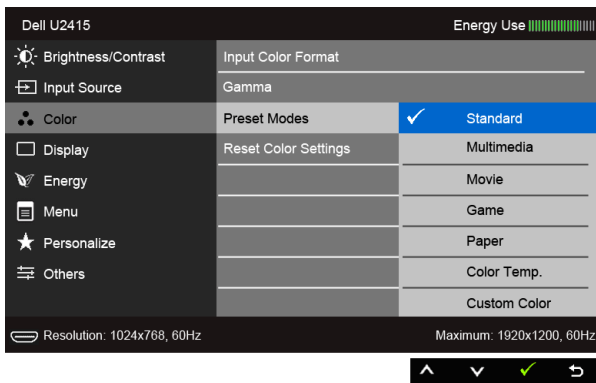 Dell U2415 Energy Use
Brightness/Contrast Input Color Format
Input Source Gamma
Color Preset Modes Standard
Display Reset Color Settings Multimedia
Energy Movie
Menu Game
Personalize Paper
Others Color Temp.
Custom Color
Resolution: 1024x768, 60Hz Maximum: 1920x1200, 60Hz